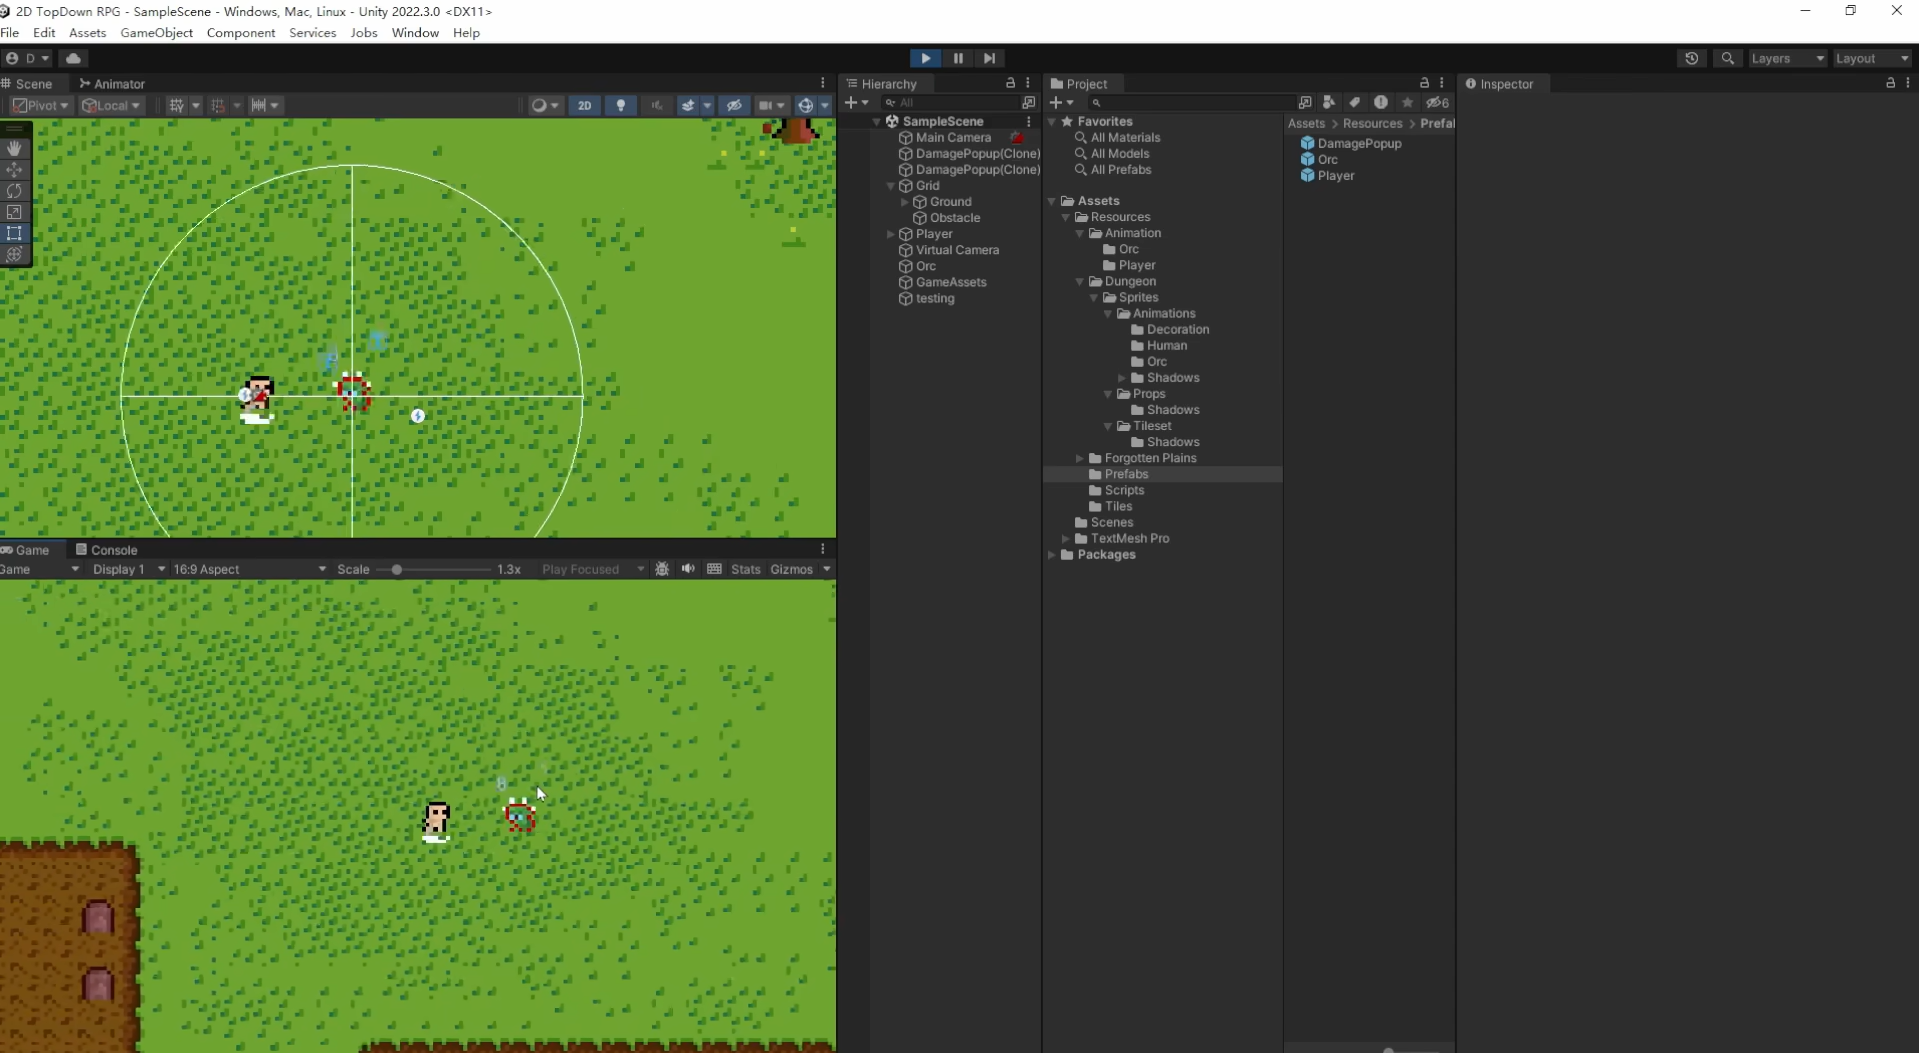 2D TopDown RPG - SampleScene - Windows, Mac, Linux - Unity 2022.3.0 <DX11>
File Edit Assets GameObject Component Services Jobs Window Help
D
Layers Layout
Scene Animator
Pivot Local 2D
Game Console
Game Display 1 16:9 Aspect Scale 1.3x Play Focused Stats Gizmos
Hierarchy
All
SampleScene
Main Camera
DamagePopup(Clone)
DamagePopup(Clone)
Grid
Ground
Obstacle
Player
Virtual Camera
Orc
GameAssets
testing
Project
6
Favorites
All Materials
All Models
All Prefabs
Assets
Resources
Animation
Orc
Player
Dungeon
Sprites
Animations
Decoration
Human
Orc
Shadows
Props
Shadows
Tileset
Shadows
Forgotten Plains
Prefabs
Scripts
Tiles
Scenes
TextMesh Pro
Packages
Assets > Resources > Prefal
DamagePopup
Orc
Player
Inspector